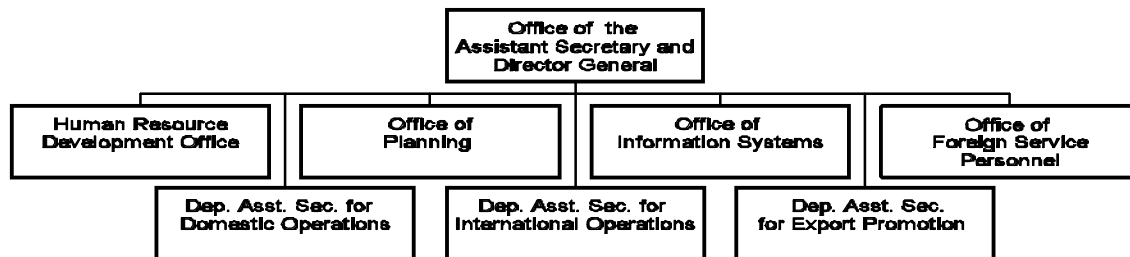 Office of the
Assistant Secretary and
Director General
Human Resource
Development Office
Office of
Planning
Office of
Information Systems
Office of
Foreign Service
Personnel
Dep. Asst. Sec. for
Domestic Operations
Dep. Asst. Sec. for
International Operations
Dep. Asst. Sec.
for Export Promotion